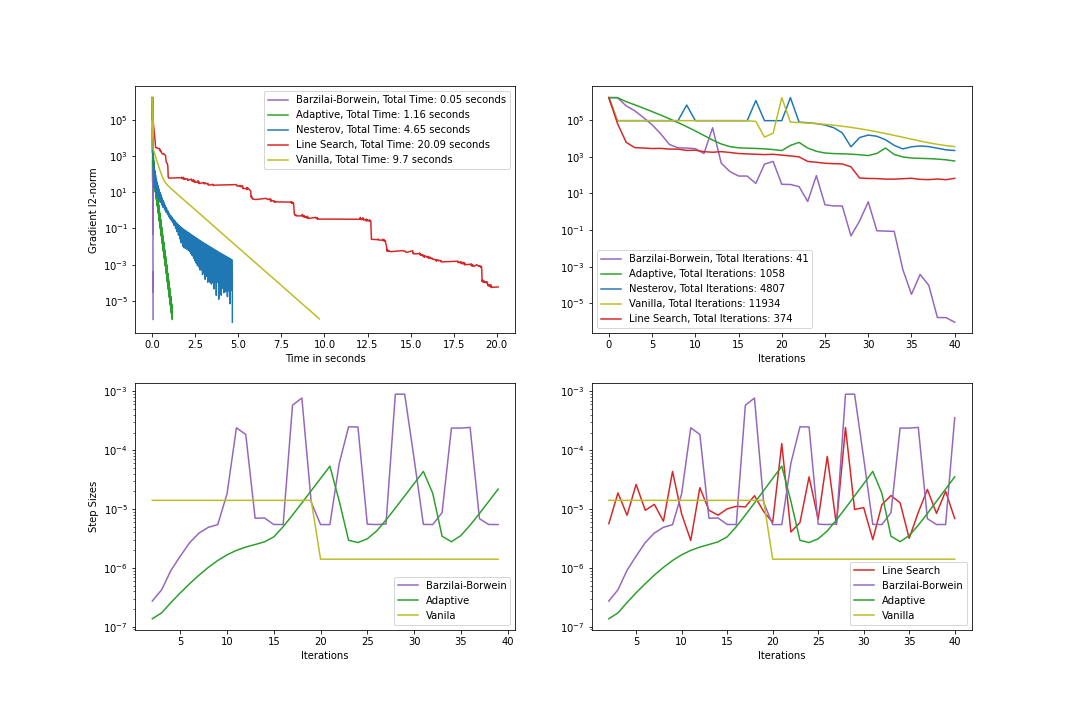 Gradient l2-norm
10^5
10^3
10^1
10^-1
10^-3
10^-5
Barzilai-Borwein, Total Time: 0.05 seconds
Adaptive, Total Time: 1.16 seconds
Nesterov, Total Time: 4.65 seconds
Line Search, Total Time: 20.09 seconds
Vanilla, Total Time: 9.7 seconds
0.0 2.5 5.0 7.5 10.0 12.5 15.0 17.5 20.0
Time in seconds
10^5
10^3
10^1
10^-1
10^-3
10^-5
Barzilai-Borwein, Total Iterations: 41
Adaptive, Total Iterations: 1058
Nesterov, Total Iterations: 4807
Vanilla, Total Iterations: 11934
Line Search, Total Iterations: 374
0 5 10 15 20 25 30 35 40
Iterations
Step Sizes
10^-3
10^-4
10^-5
10^-6
10^-7
Barzilai-Borwein
Adaptive
Vanila
5 10 15 20 25 30 35 40
Iterations
10^-3
10^-4
10^-5
10^-6
10^-7
Line Search
Barzilai-Borwein
Adaptive
Vanilla
5 10 15 20 25 30 35 40
Iterations